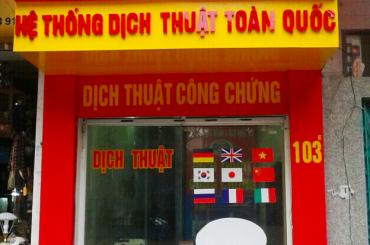 HỆ THỐNG DỊCH THUẬT TOÀN QUỐC
DỊCH THUẬT CÔNG CHỨNG
DỊCH THUẬT
103